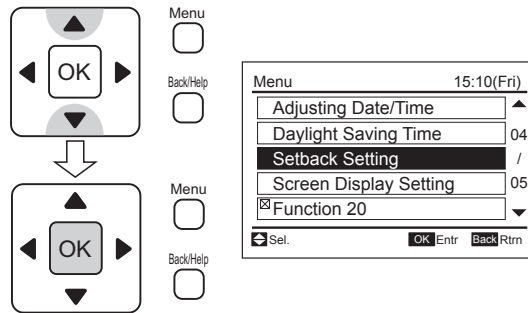 Menu
OK
Back/Help
Menu
OK
Back/Help
Menu 15:10(Fri)
Adjusting Date/Time
Daylight Saving Time 04
Setback Setting /
Screen Display Setting 05
Function 20
Sel. OK Entr Back Rtrn